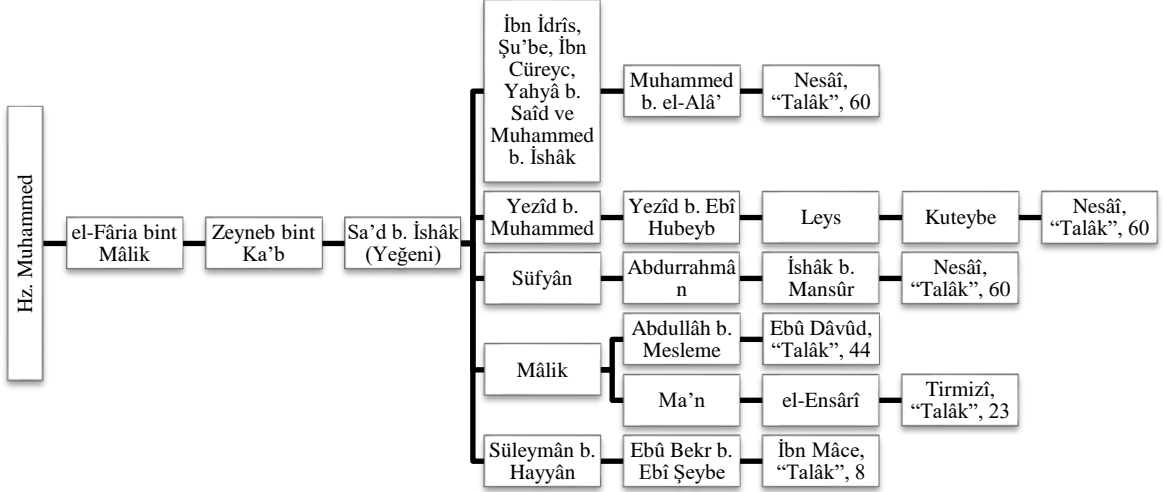 Hz. Muhammed
el-Fâria bint
Mâlik
Zeyneb bint
Ka’b
Sa’d b. İshâk
(Yeğeni)
İbn İdrîs,
Şu’be, İbn
Cüreyc,
Yahyâ b.
Saîd ve
Muhammed
b. İshâk
Muhammed
b. el-Alâ’
Nesâî,
“Talâk”, 60
Yezîd b.
Muhammed
Yezîd b. Ebî
Hubeyb
Leys
Kuteybe
Nesâî,
“Talâk”, 60
Süfyân
Abdurrahmâ
n
İshâk b.
Mansûr
Nesâî,
“Talâk”, 60
Mâlik
Abdullâh b.
Mesleme
Ebû Dâvûd,
“Talâk”, 44
Ma’n
el-Ensârî
Tirmizî,
“Talâk”, 23
Süleymân b.
Hayyân
Ebû Bekr b.
Ebî Şeybe
İbn Mâce,
“Talâk”, 8